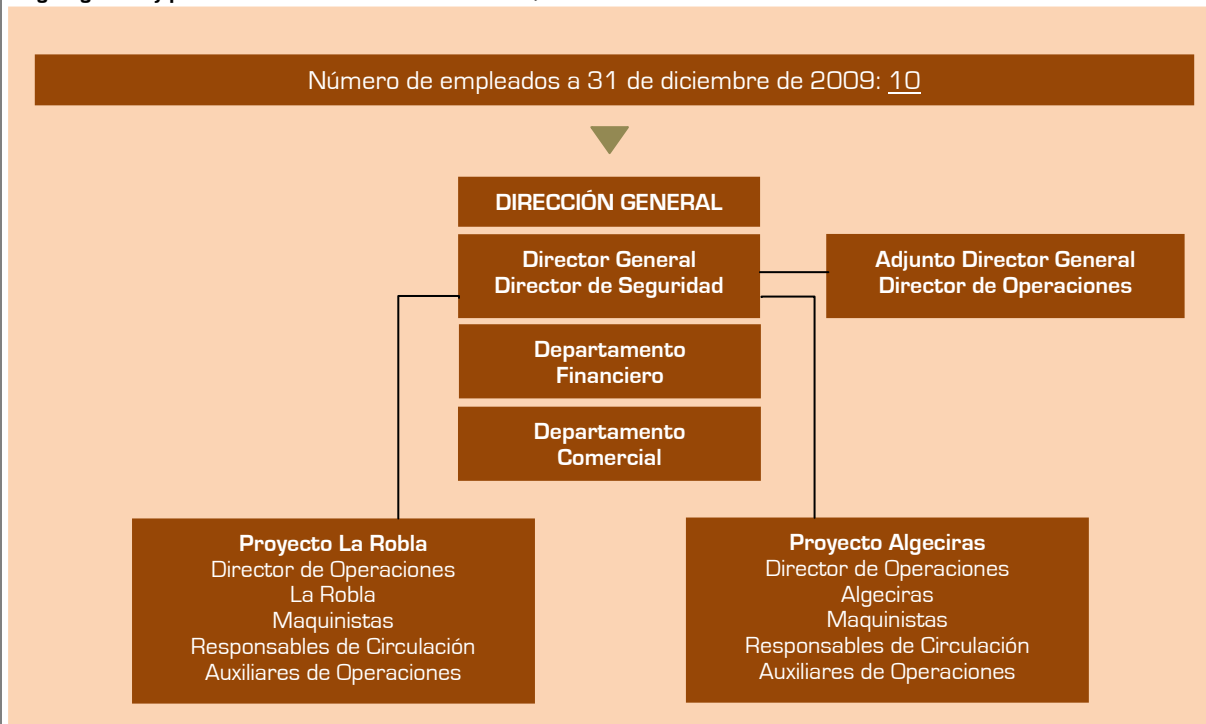 Número de empleados a 31 de diciembre de 2009: 10
DIRECCIÓN GENERAL
Director General
Director de Seguridad
Adjunto Director General
Director de Operaciones
Departamento
Financiero
Departamento
Comercial
Proyecto La Robla
Director de Operaciones
La Robla
Maquinistas
Responsables de Circulación
Auxiliares de Operaciones
Proyecto Algeciras
Director de Operaciones
Algeciras
Maquinistas
Responsables de Circulación
Auxiliares de Operaciones